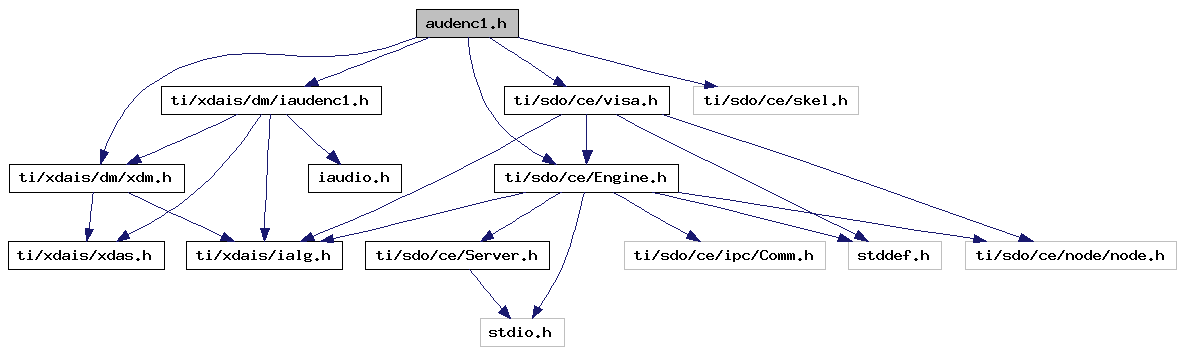 audenc1.h
ti/xdais/dm/iaudenc1.h
ti/sdo/ce/visa.h
ti/sdo/ce/skel.h
ti/xdais/dm/xdm.h
iaudio.h
ti/sdo/ce/Engine.h
ti/xdais/xdas.h
ti/xdais/ialg.h
ti/sdo/ce/Server.h
ti/sdo/ce/ipc/Comm.h
stddef.h
ti/sdo/ce/node/node.h
stdio.h